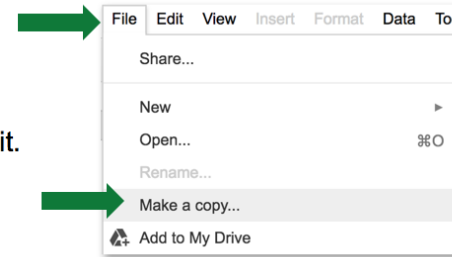 File Edit View Insert Format Data To
Share...
New ►
Open... ⌘O
it.
Rename...
Make a copy...
Add to My Drive